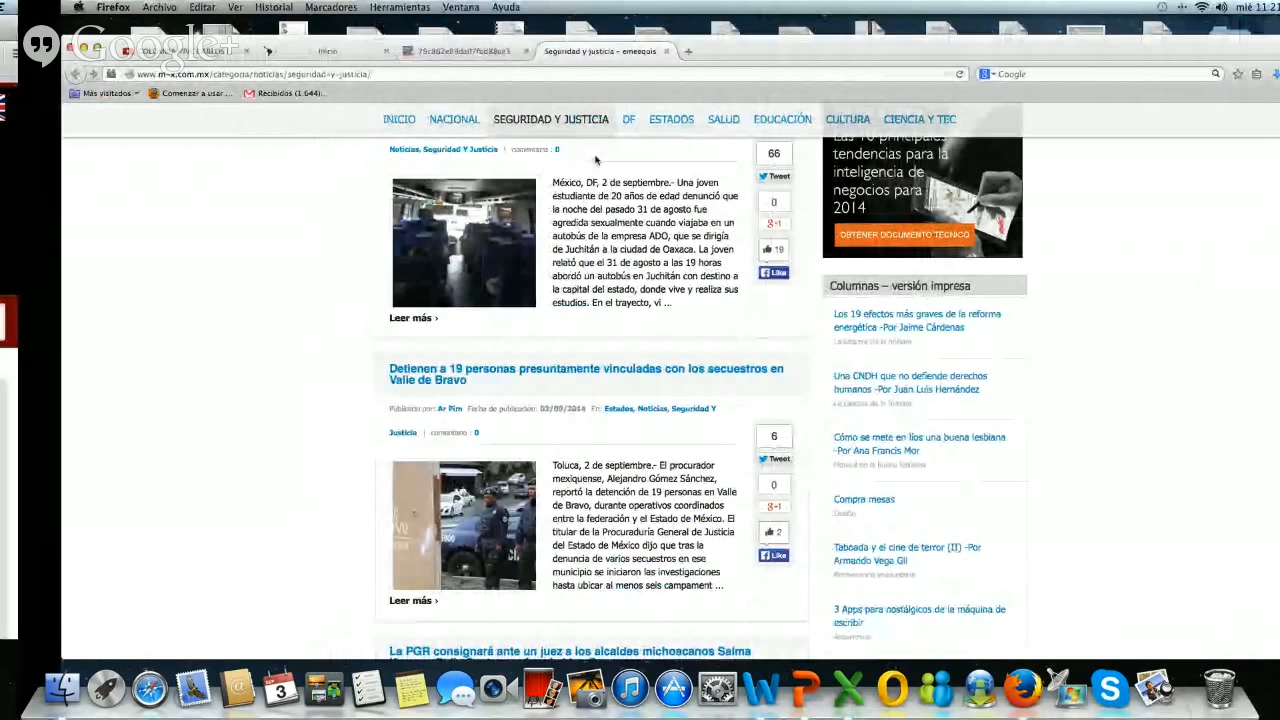 Firefox Archivo Editar Ver Historial Marcadores Herramientas Ventana Ayuda
mié 11:21
Google+
Seguridad y justicia – emeequis
www.m-x.com.mx/categoria/noticias/seguridad-y-justicia/
Google
Más visitados
Comenzar a usar ...
Recibidos (1.644)...
INICIO NACIONAL SEGURIDAD Y JUSTICIA DF ESTADOS SALUD EDUCACIÓN CULTURA CIENCIA Y TEC
Noticias, Seguridad Y Justicia | comentario : 0
México, DF, 2 de septiembre.- Una joven
estudiante de 20 años de edad denunció que
la noche del pasado 31 de agosto fue
agredida sexualmente cuando viajaba en un
autobús de la empresa ADO, que se dirigía
de Juchitán a la ciudad de Oaxaca. La joven
relató que el 31 de agosto a las 19 horas
abordó un autobús en Juchitán con destino a
la capital del estado, donde vive y realiza sus
estudios. En el trayecto, vi ...
Leer más ›
66
Tweet
0
g+1
19
Like
Detienen a 19 personas presuntamente vinculadas con los secuestros en
Valle de Bravo
Publicado por: Ar Pim Fecha de publicación: 02/09/2014 En: Estados, Noticias, Seguridad Y
Justicia | comentario : 0
Toluca, 2 de septiembre.- El procurador
mexiquense, Alejandro Gómez Sánchez,
reportó la detención de 19 personas en Valle
de Bravo, durante operativos coordinados
entre la federación y el Estado de México. El
titular de la Procuraduría General de Justicia
del Estado de México dijo que tras la
denuncia de varios secuestros en ese
municipio se iniciaron las investigaciones
hasta ubicar al menos seis campament ...
Leer más ›
6
Tweet
0
g+1
2
Like
La PGR consignará ante un juez a los alcaldes michoacanos Salma
Las 10 principales
tendencias para la
inteligencia de
negocios para
2014
OBTENER DOCUMENTO TÉCNICO
Columnas – versión impresa
Los 19 efectos más graves de la reforma
energética -Por Jaime Cárdenas
Una CNDH que no defiende derechos
humanos -Por Juan Luis Hernández
Cómo se mete en líos una buena lesbiana
-Por Ana Francis Mor
Compra mesas
Diseño
Taboada y el cine de terror (II) -Por
Armando Vega Gil
3 Apps para nostálgicos de la máquina de
escribir
SEP
3